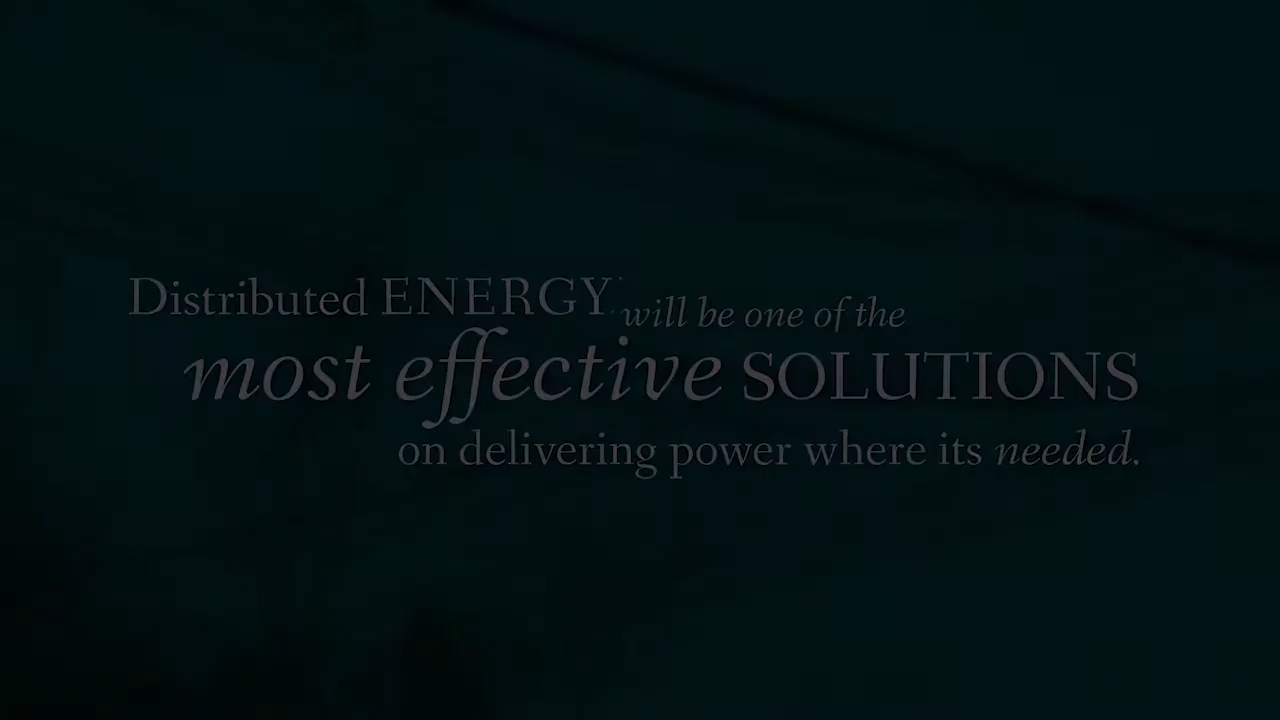 Distributed ENERGY will be one of the
most effective SOLUTIONS
on delivering power where its needed.